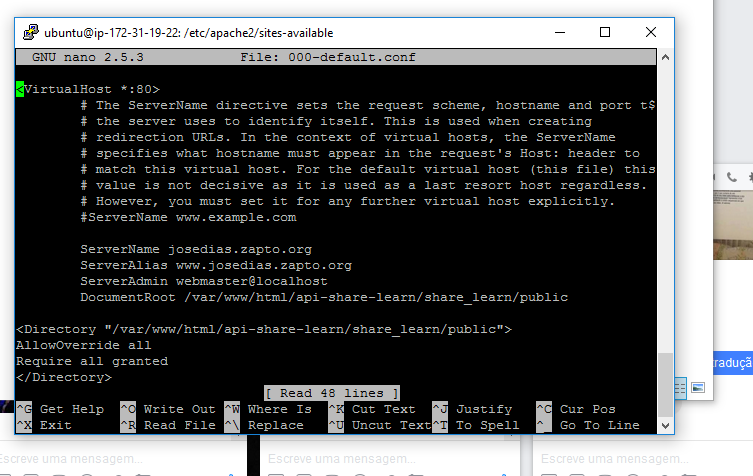 ubuntu@ip-172-31-19-22: /etc/apache2/sites-available
GNU nano 2.5.3 File: 000-default.conf
<VirtualHost *:80>
# The ServerName directive sets the request scheme, hostname and port t$
# the server uses to identify itself. This is used when creating
# redirection URLs. In the context of virtual hosts, the ServerName
# specifies what hostname must appear in the request's Host: header to
# match this virtual host. For the default virtual host (this file) this
# value is not decisive as it is used as a last resort host regardless.
# However, you must set it for any further virtual host explicitly.
#ServerName www.example.com
ServerName josedias.zapto.org
ServerAlias www.josedias.zapto.org
ServerAdmin webmaster@localhost
DocumentRoot /var/www/html/api-share-learn/share_learn/public
<Directory "/var/www/html/api-share-learn/share_learn/public">
AllowOverride all
Require all granted
</Directory>
[ Read 48 lines ]
^G Get Help ^O Write Out ^W Where Is ^K Cut Text ^J Justify ^C Cur Pos
^X Exit ^R Read File ^\ Replace ^U Uncut Text ^T To Spell ^_ Go To Line
traduçã
Escreve uma mensagem... Escreve uma mensagem... Escreve uma mensagem...